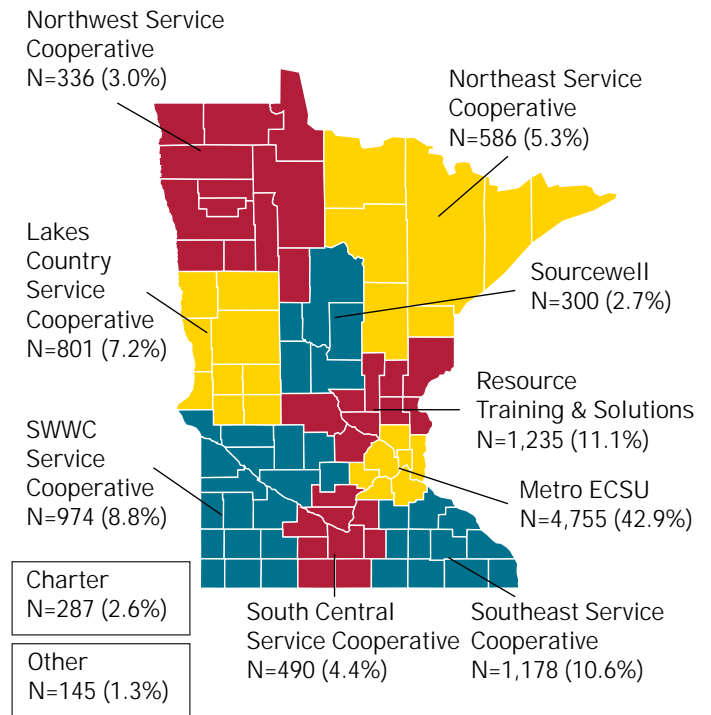 Northwest Service
Cooperative
N=336 (3.0%)
Northeast Service
Cooperative
N=586 (5.3%)
Lakes
Country
Service
Cooperative
N=801 (7.2%)
Sourcewell
N=300 (2.7%)
Resource
Training & Solutions
N=1,235 (11.1%)
SWWC
Service
Cooperative
N=974 (8.8%)
Metro ECSU
N=4,755 (42.9%)
Charter
N=287 (2.6%)
South Central
Service Cooperative
N=490 (4.4%)
Southeast Service
Cooperative
N=1,178 (10.6%)
Other
N=145 (1.3%)